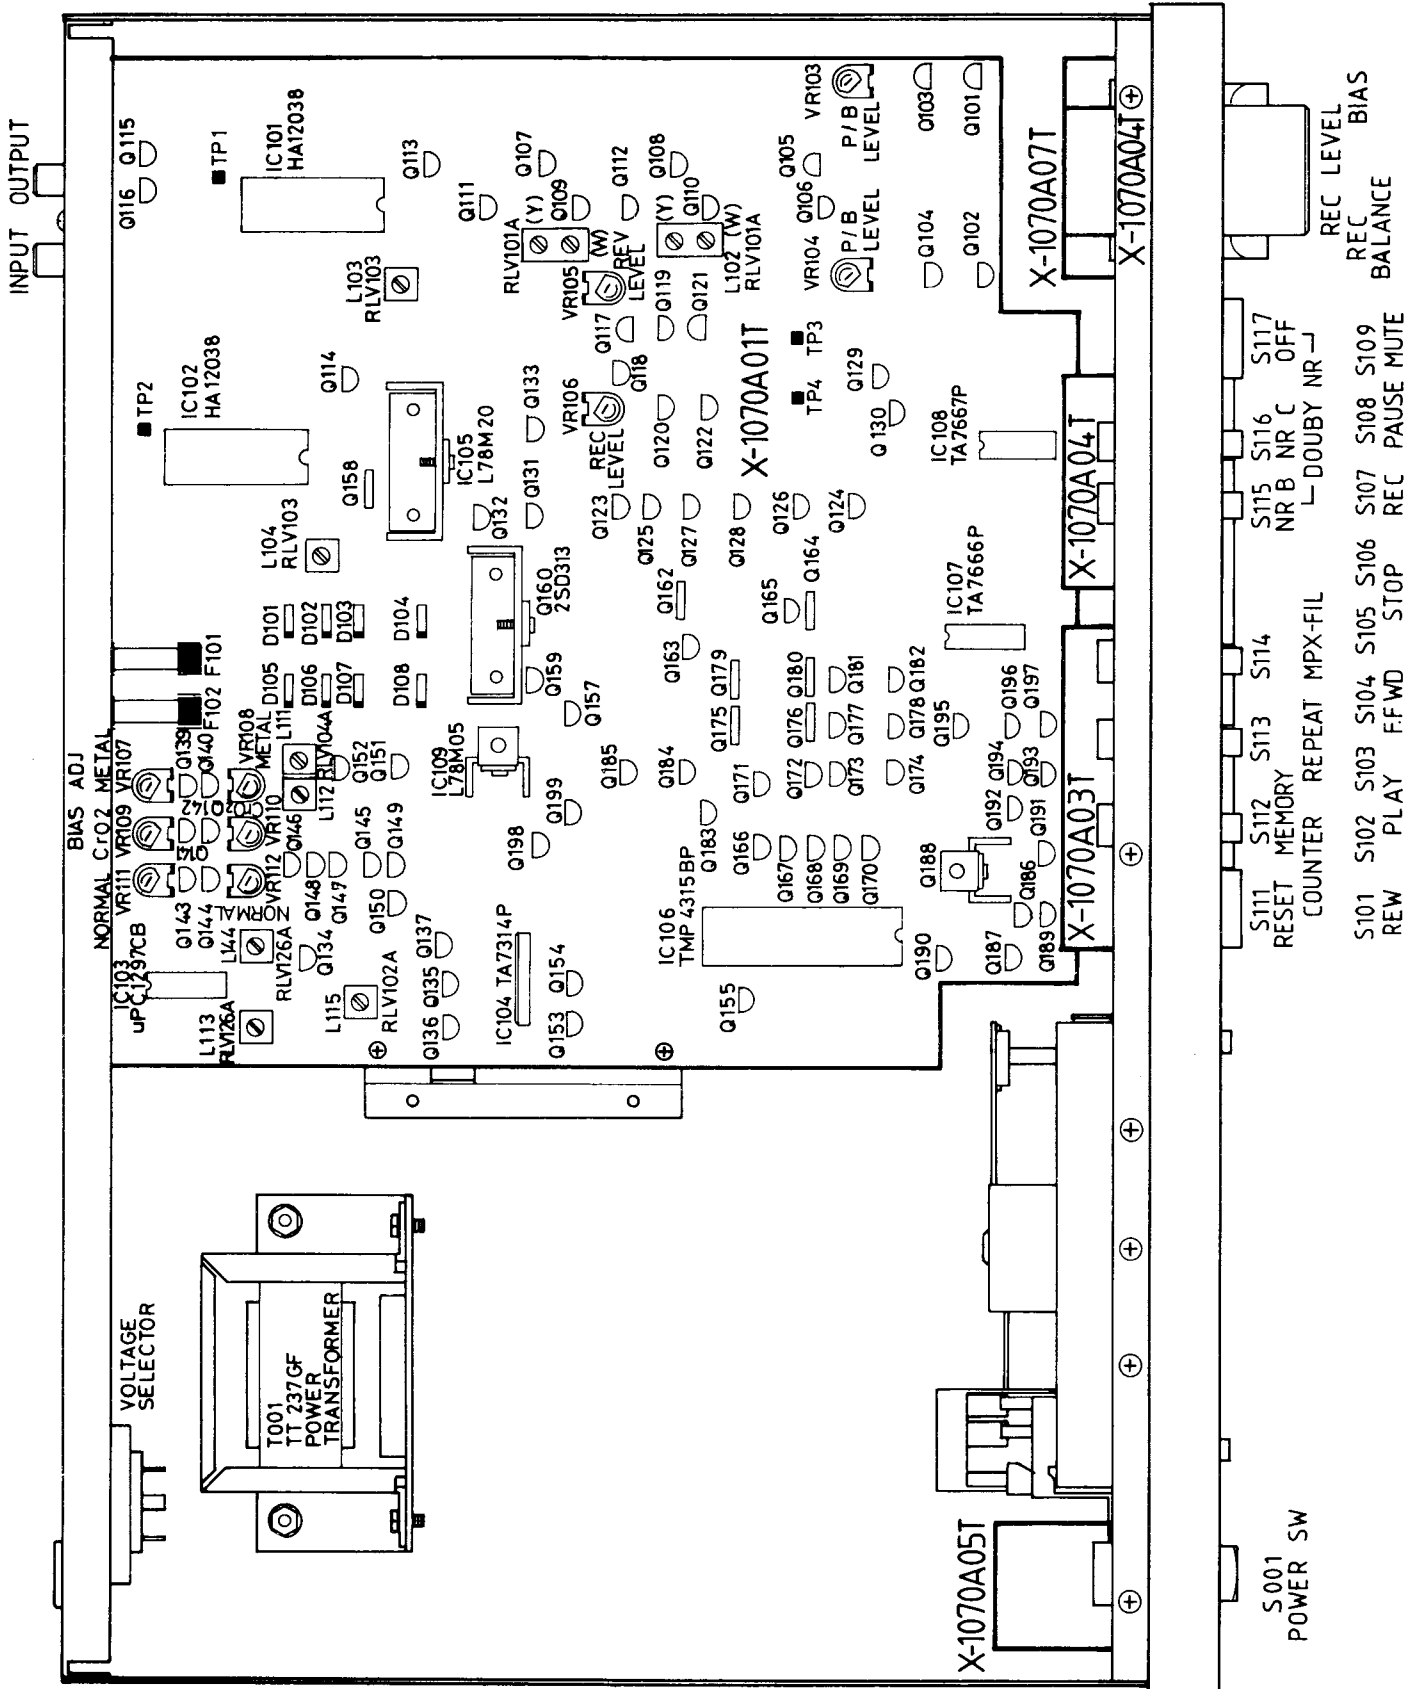 INPUT OUTPUT
BIAS ADJ
NORMAL CrO2 METAL
VOLTAGE
SELECTOR
T001
TT 237GF
POWER
TRANSFORMER
IC103
uPC1297CB
L113
RLV126A
L144
RLV126A
VR111
VR109
VR107
Q143
Q144
Q141
Q142
Q139
Q140
VR112
NORMAL
VR110
CrO2
VR108
METAL
F102
F101
L111
RLV104A
L112
D105
D101
D106
D102
D107
D103
D108
D104
L104
RLV103
TP2
IC102
HA12038
Q116
Q115
TP1
IC101
HA12038
L103
RLV103
Q113
Q114
Q158
IC105
L78M20
Q134
L115
RLV102A
Q148
Q147
Q146
Q145
Q149
Q150
Q152
Q151
Q136
Q135
Q137
IC104 TA7314P
Q153
Q154
IC109
L78M05
Q159
Q157
Q160
2SD313
Q132
Q131
Q133
Q198
Q199
Q185
Q184
Q183
Q111
Q107
RLV101A
(Y)
(W)
Q109
Q112
VR105
REV
LEVEL
Q108
Q110
(Y)
(W)
L102
RLV101A
Q117
Q119
Q121
Q118
VR106
REC
LEVEL
Q120
Q122
X-1070A01T
TP4
TP3
Q123
Q125
Q127
Q128
Q126
Q124
Q162
Q163
Q165
Q164
Q179
Q175
Q180
Q176
Q181
Q177
Q182
Q178
Q171
Q172
Q173
Q174
Q166
Q167
Q168
Q169
Q170
IC106
TMP 4315BP
Q155
Q105
Q106
VR103
P/B
LEVEL
VR104
P/B
LEVEL
Q103
Q101
Q104
Q102
Q129
Q130
IC108
TA7667P
IC107
TA7666P
Q195
Q196
Q197
Q194
Q193
Q192
Q191
Q188
Q186
Q190
Q187
Q189
X-1070A05T
X-1070A03T
X-1070A04T
X-1070A07T
X-1070A04T
S001
POWER SW
S111
RESET
S112
MEMORY
COUNTER
S113
REPEAT
S114
MPX-FIL
S115
NR B
S116
NR C
S117
OFF
DOUBY NR
REC LEVEL
REC
BALANCE
BIAS
S101 S102 S103 S104 S105 S106 S107 S108 S109
REW PLAY F.FWD STOP REC PAUSE MUTE
COUNTER